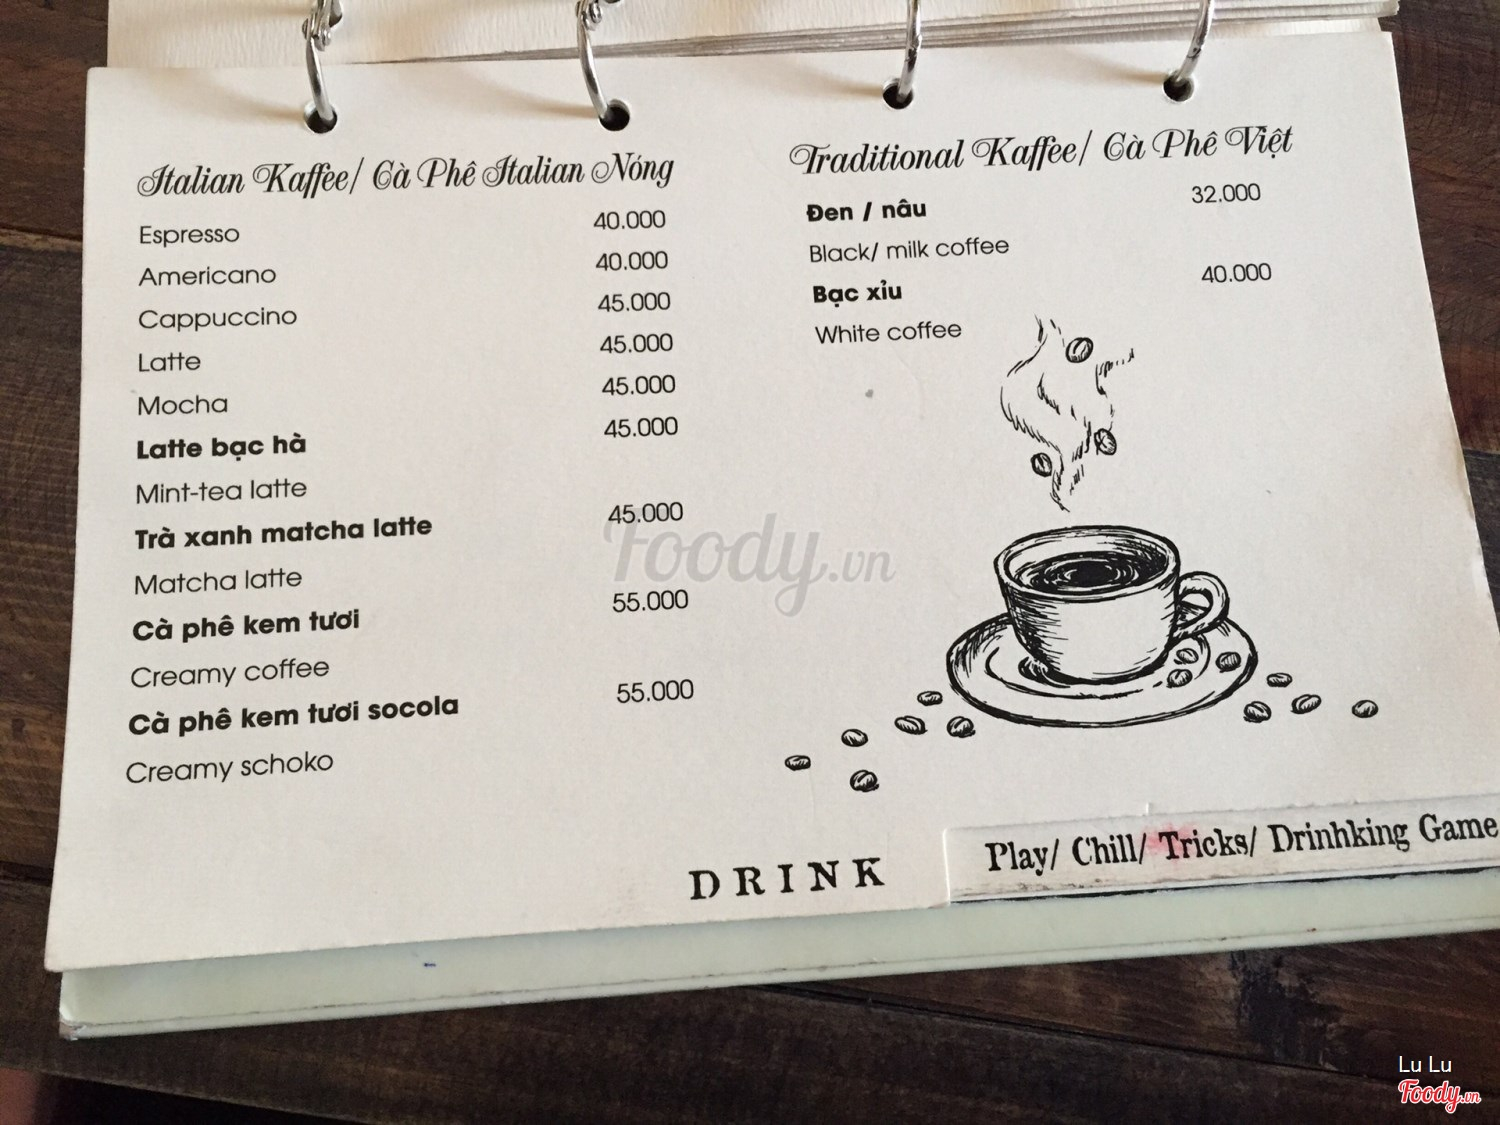 Italian Kaffee/ Cà Phê Italian Nóng
Espresso 40.000
Americano 40.000
Cappuccino 45.000
Latte 45.000
Mocha 45.000
Latte bạc hà 45.000
Mint-tea latte
Trà xanh matcha latte 45.000
Matcha latte
Cà phê kem tươi 55.000
Creamy coffee
Cà phê kem tươi socola 55.000
Creamy schoko
Traditional Kaffee/ Cà Phê Việt
Đen / nâu 32.000
Black/ milk coffee
Bạc xỉu 40.000
White coffee
Foody.vn
DRINK
Play/ Chill/ Tricks/ Drinhking Game
Lu Lu
Foody.vn